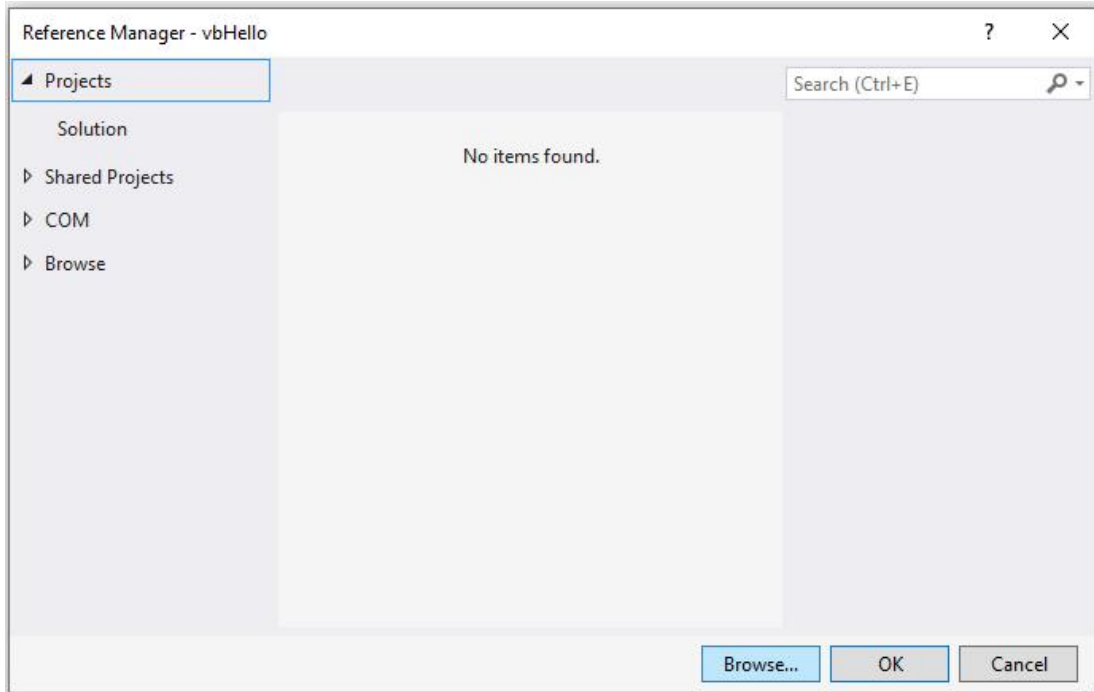 Reference Manager - vbHello
?
Projects
Search (Ctrl+E)
Solution
No items found.
Shared Projects
COM
Browse
Browse...
OK
Cancel